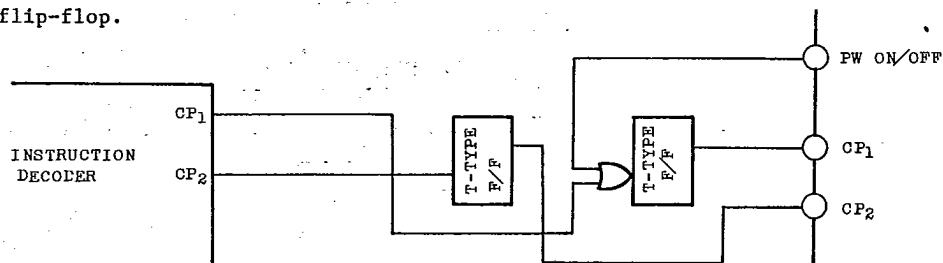 flip-flop.
PW ON/OFF
CP₁
T-TYPE F/F
T-TYPE F/F
CP₁
INSTRUCTION
DECODER
CP₂
CP₂